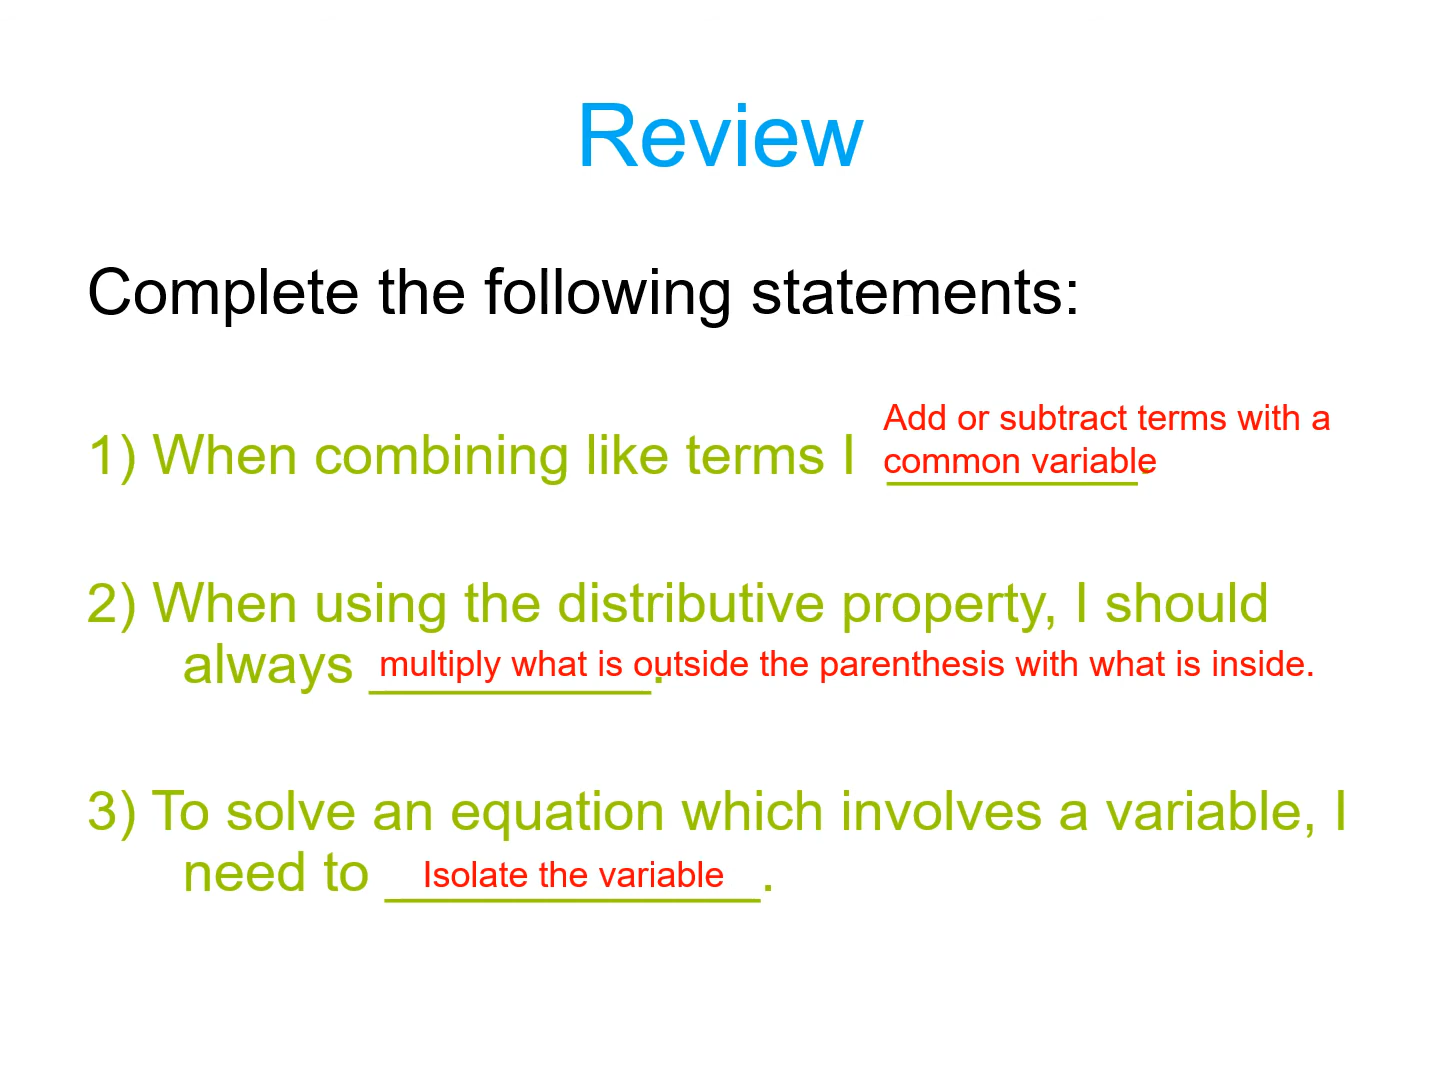 Review
Complete the following statements:
1) When combining like terms I Add or subtract terms with a
common variable.
2) When using the distributive property, I should
always multiply what is outside the parenthesis with what is inside.
3) To solve an equation which involves a variable, I
need to Isolate the variable.